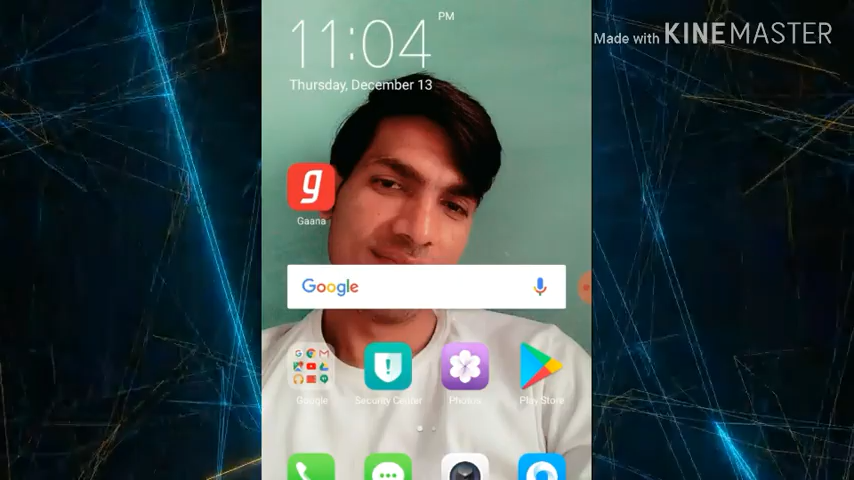 PM
11:04
Thursday, December 13
Made with KINEMASTER
g
Gaana
Google
Google
Security Center
Photos
Play Store